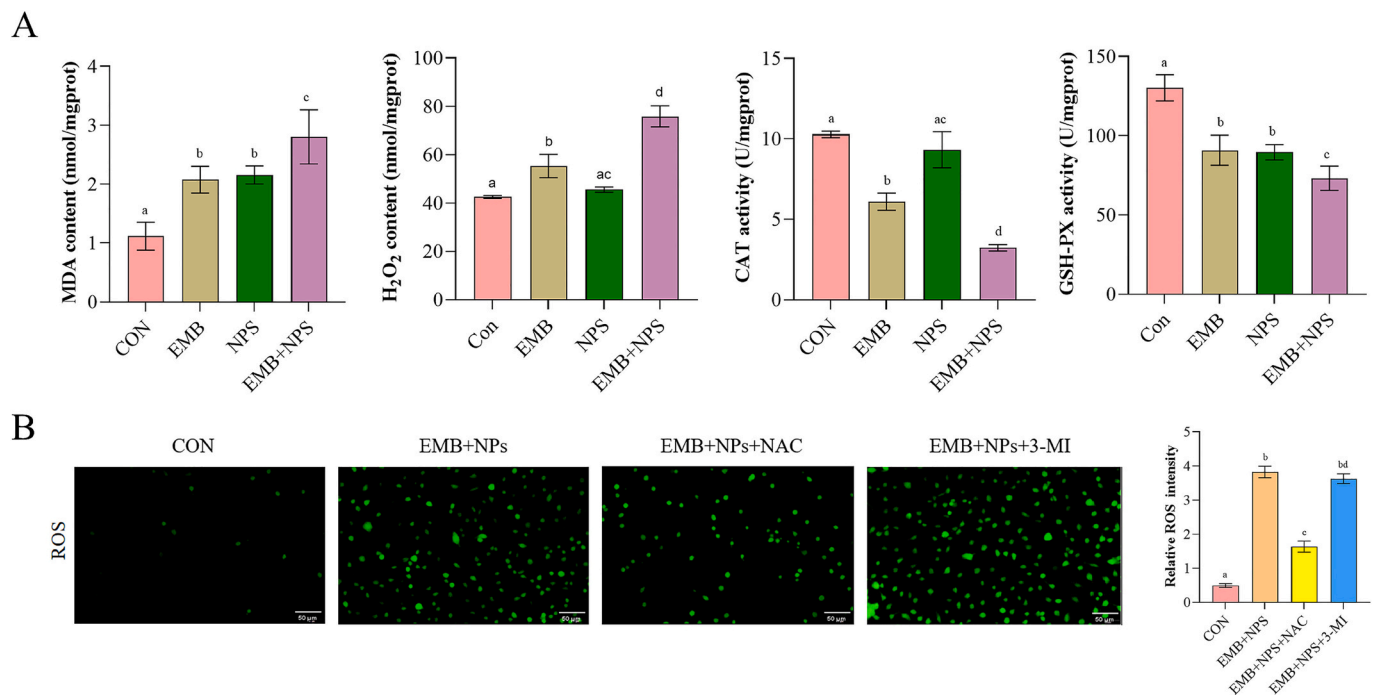 A
MDA content (nmol/mgprot)
4
3
2
1
0
a
b
b
c
CON
EMB
NPS
EMB+NPS
H2O2 content (nmol/mgprot)
100
80
60
40
20
0
a
b
ac
d
Con
EMB
NPS
EMB+NPS
CAT activity (U/mgprot)
15
10
5
0
a
b
ac
d
CON
EMB
NPS
EMB+NPS
GSH-PX activity (U/mgprot)
150
100
50
0
a
b
b
c
Con
EMB
NPS
EMB+NPS
B
CON
EMB+NPs
EMB+NPs+NAC
EMB+NPs+3-MI
ROS
50 μm
50 μm
50 μm
50 μm
Relative ROS intensity
5
4
3
2
1
0
a
b
c
bd
CON
EMB+NPS
EMB+NPS+NAC
EMB+NPS+3-MI